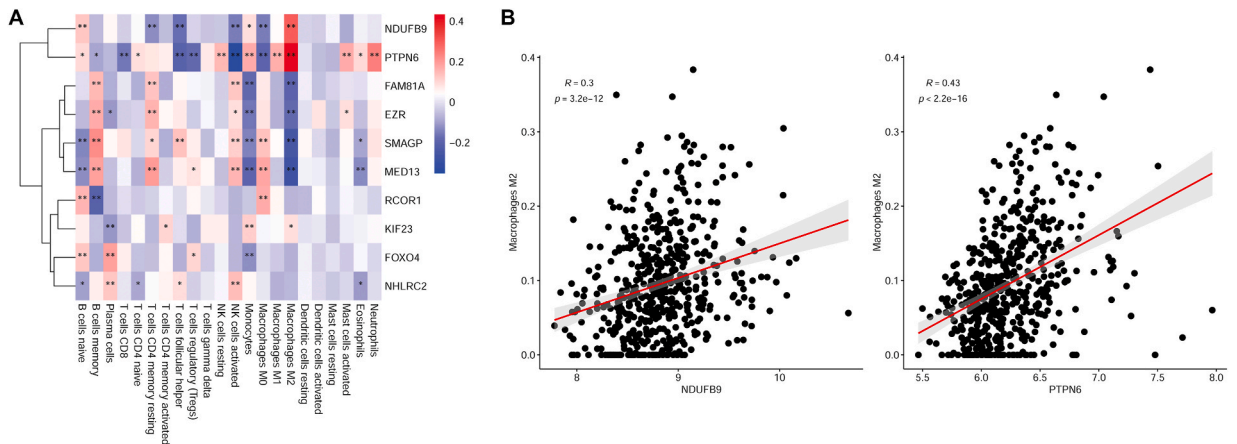 A
0.4
0.2
0
−0.2
NDUFB9
PTPN6
FAM81A
EZR
SMAGP
MED13
RCOR1
KIF23
FOXO4
NHLRC2
B cells naive
B cells memory
Plasma cells
T cells CD8
T cells CD4 naive
T cells CD4 memory resting
T cells CD4 memory activated
T cells follicular helper
T cells regulatory (Tregs)
T cells gamma delta
NK cells resting
NK cells activated
Monocytes
Macrophages M0
Macrophages M1
Macrophages M2
Dendritic cells resting
Dendritic cells activated
Mast cells resting
Mast cells activated
Eosinophils
Neutrophils
B
R = 0.3
p = 3.2e−12
Macrophages M2
0.4
0.3
0.2
0.1
0.0
8
9
10
NDUFB9
R = 0.43
p < 2.2e−16
Macrophages M2
0.4
0.3
0.2
0.1
0.0
5.5
6.0
6.5
7.0
7.5
8.0
PTPN6